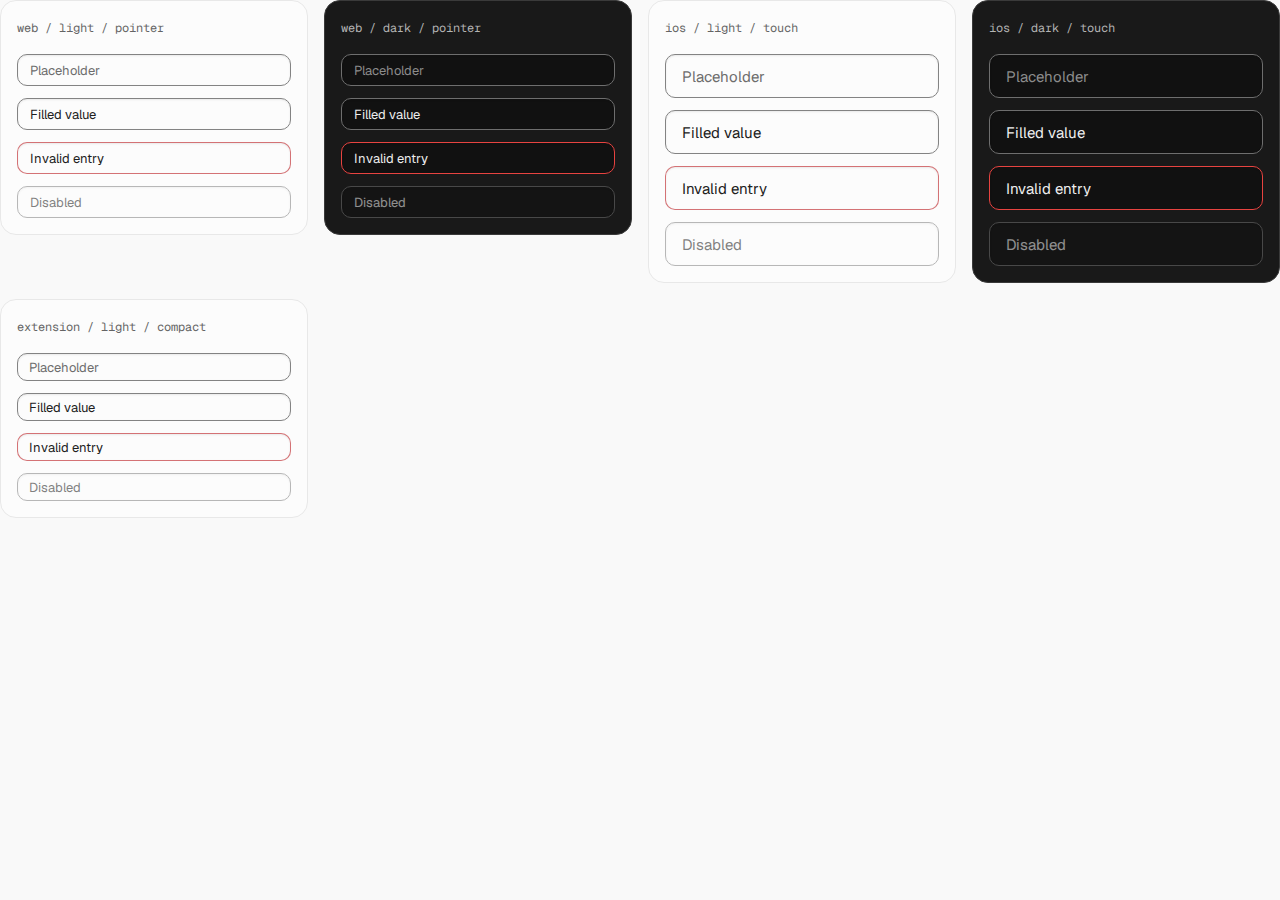 web / light / pointer
Placeholder
Filled value
Invalid entry
Disabled
web / dark / pointer
Placeholder
Filled value
Invalid entry
Disabled
ios / light / touch
Placeholder
Filled value
Invalid entry
Disabled
ios / dark / touch
Placeholder
Filled value
Invalid entry
Disabled
extension / light / compact
Placeholder
Filled value
Invalid entry
Disabled